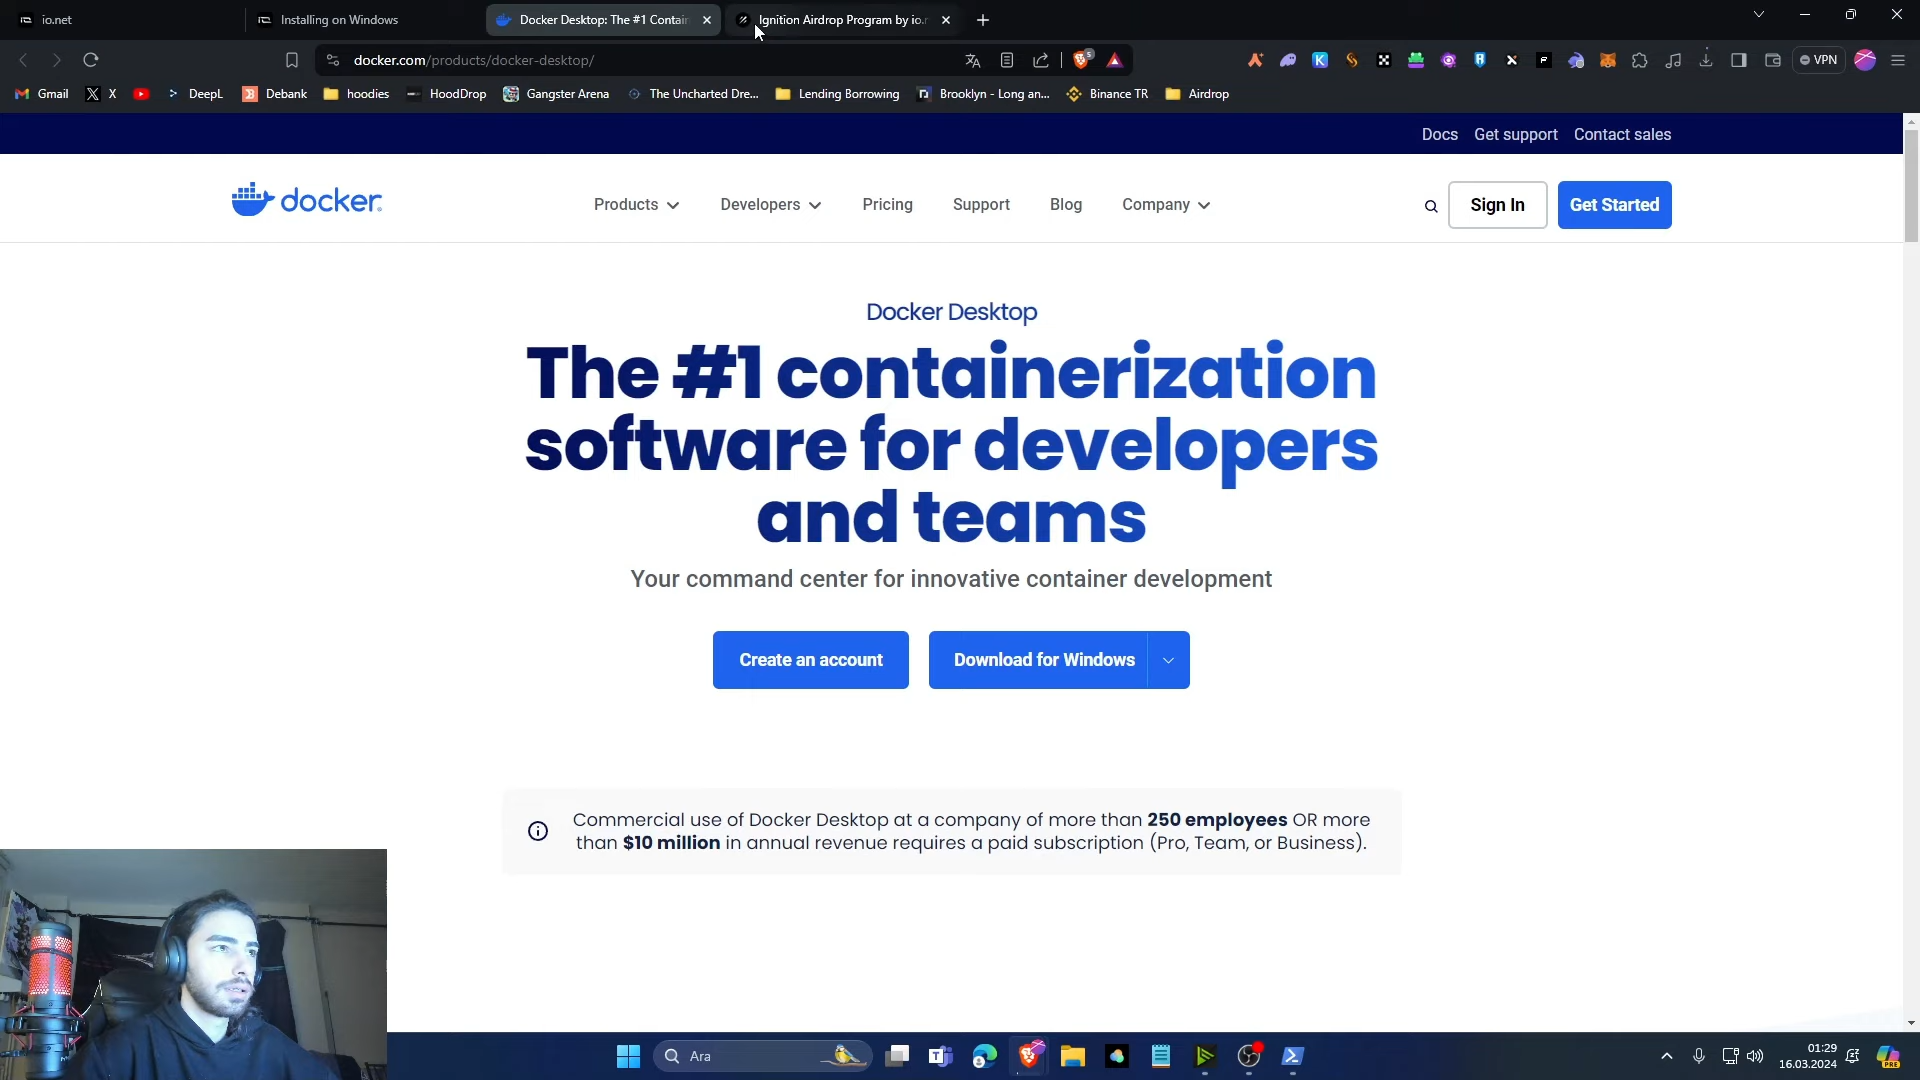 io.net
Installing on Windows
Docker Desktop: The #1 Contain
Ignition Airdrop Program by io.n
docker.com/products/docker-desktop/
5
VPN
Gmail
X
DeepL
Debank
hoodies
HoodDrop
Gangster Arena
The Uncharted Dre...
Lending Borrowing
Brooklyn - Long an...
Binance TR
Airdrop
Docs
Get support
Contact sales
docker
Products
Developers
Pricing
Support
Blog
Company
Sign In
Get Started
Docker Desktop
The #1 containerization
software for developers
and teams
Your command center for innovative container development
Create an account
Download for Windows
Commercial use of Docker Desktop at a company of more than 250 employees OR more
than $10 million in annual revenue requires a paid subscription (Pro, Team, or Business).
Ara
01:29
16.03.2024
PRE